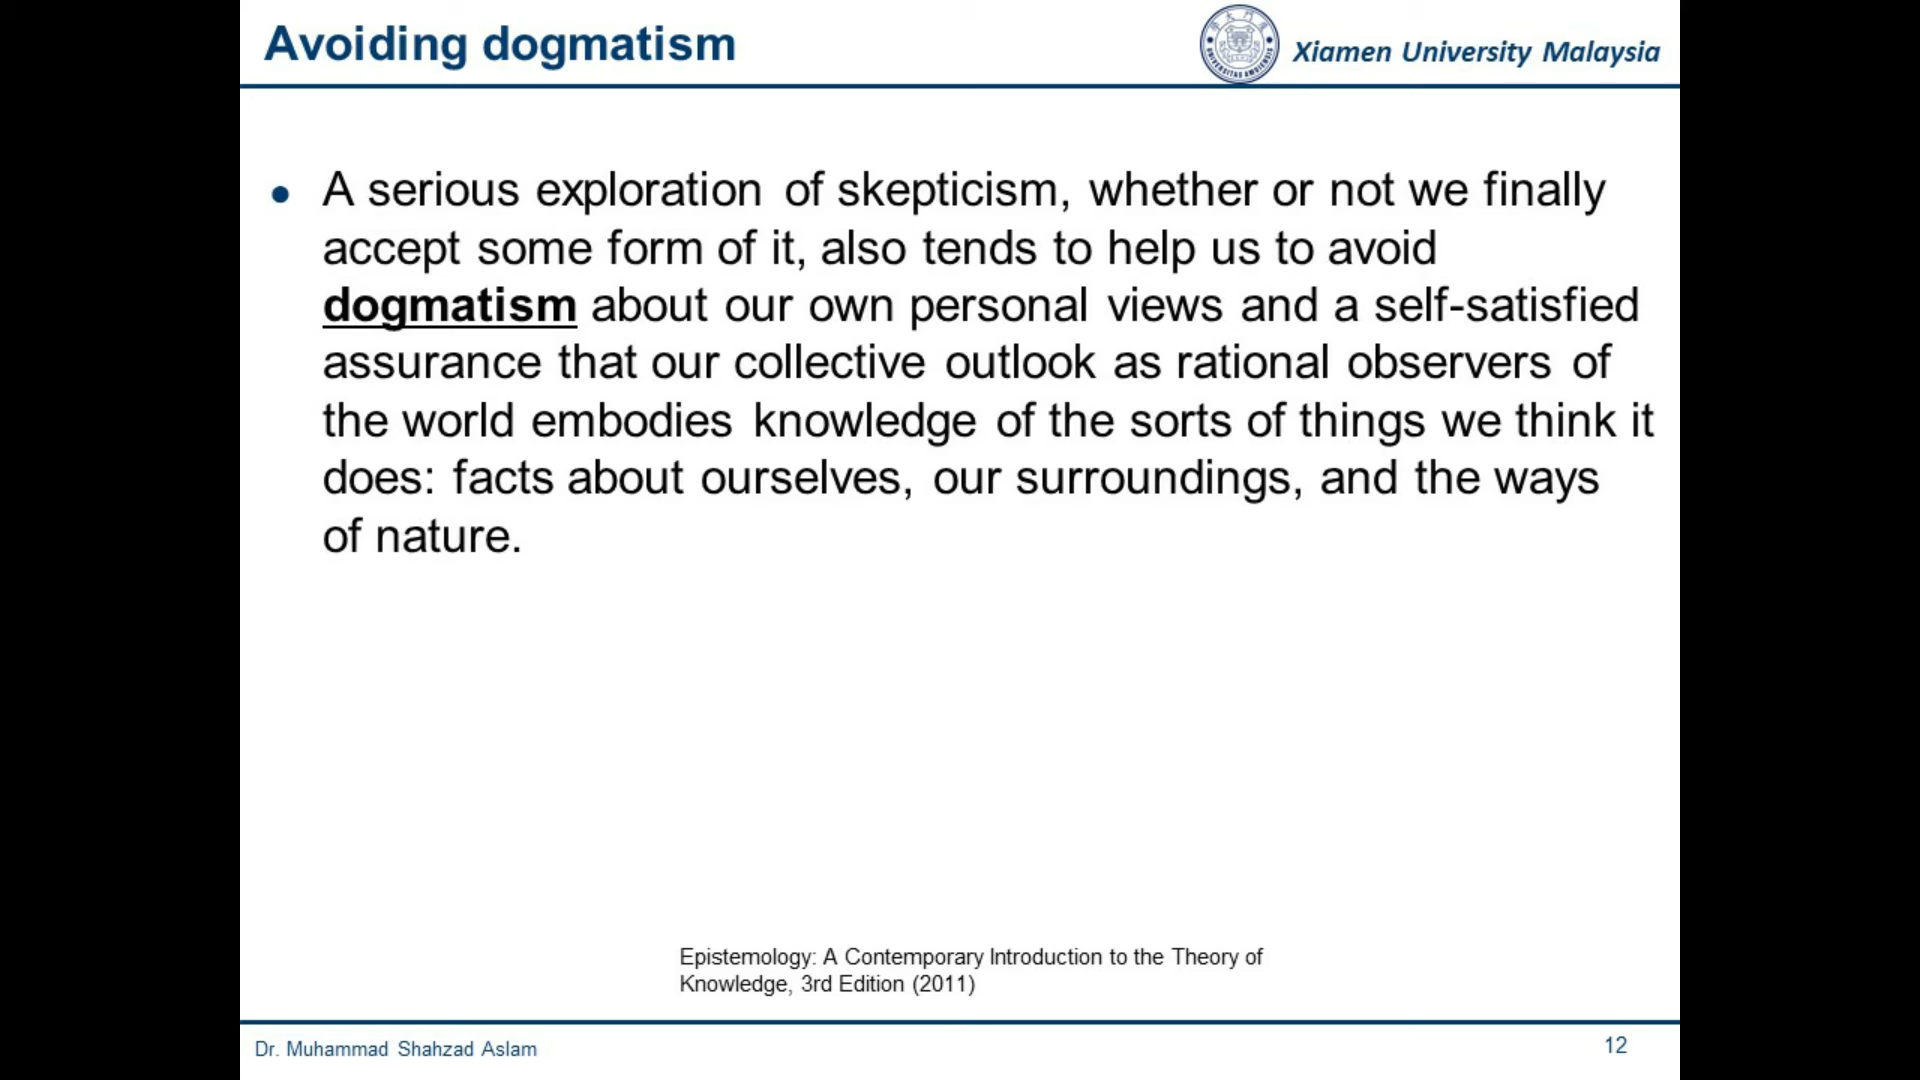 Avoiding dogmatism
Xiamen University Malaysia
• A serious exploration of skepticism, whether or not we finally
accept some form of it, also tends to help us to avoid
dogmatism about our own personal views and a self-satisfied
assurance that our collective outlook as rational observers of
the world embodies knowledge of the sorts of things we think it
does: facts about ourselves, our surroundings, and the ways
of nature.
Epistemology: A Contemporary Introduction to the Theory of
Knowledge, 3rd Edition (2011)
Dr. Muhammad Shahzad Aslam
12